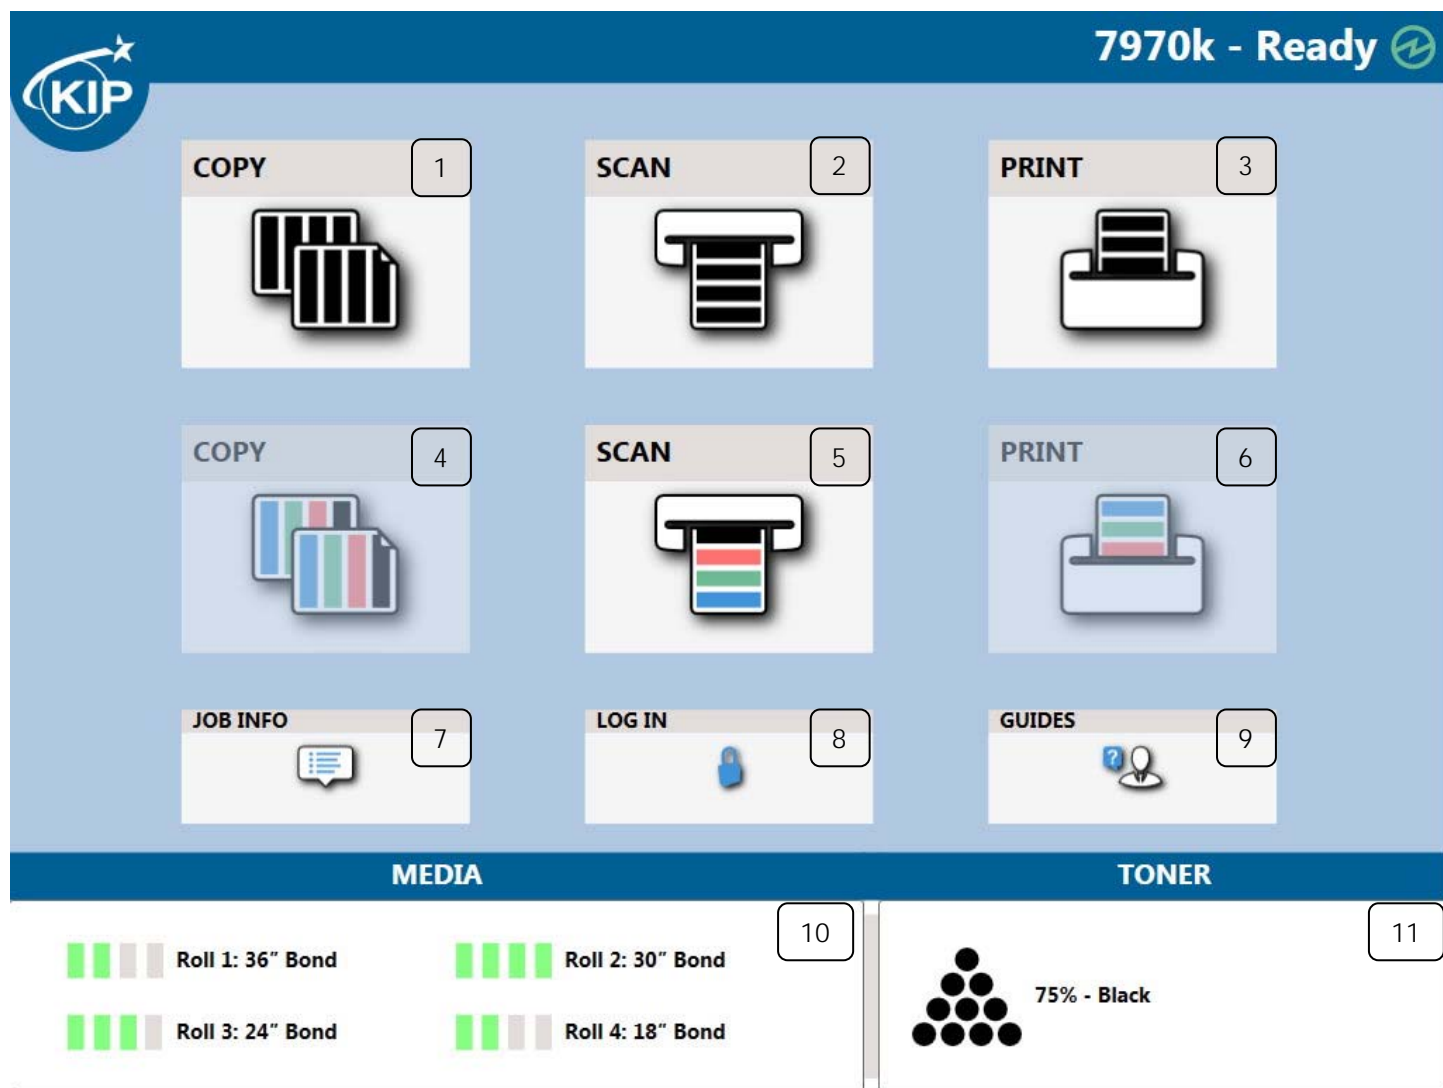 7970k - Ready
KIP
COPY 1 SCAN 2 PRINT 3
COPY 4 SCAN 5 PRINT 6
JOB INFO 7 LOG IN 8 GUIDES 9
?
MEDIA TONER
10 11
Roll 1: 36" Bond Roll 2: 30" Bond
75% - Black
Roll 3: 24" Bond Roll 4: 18" Bond